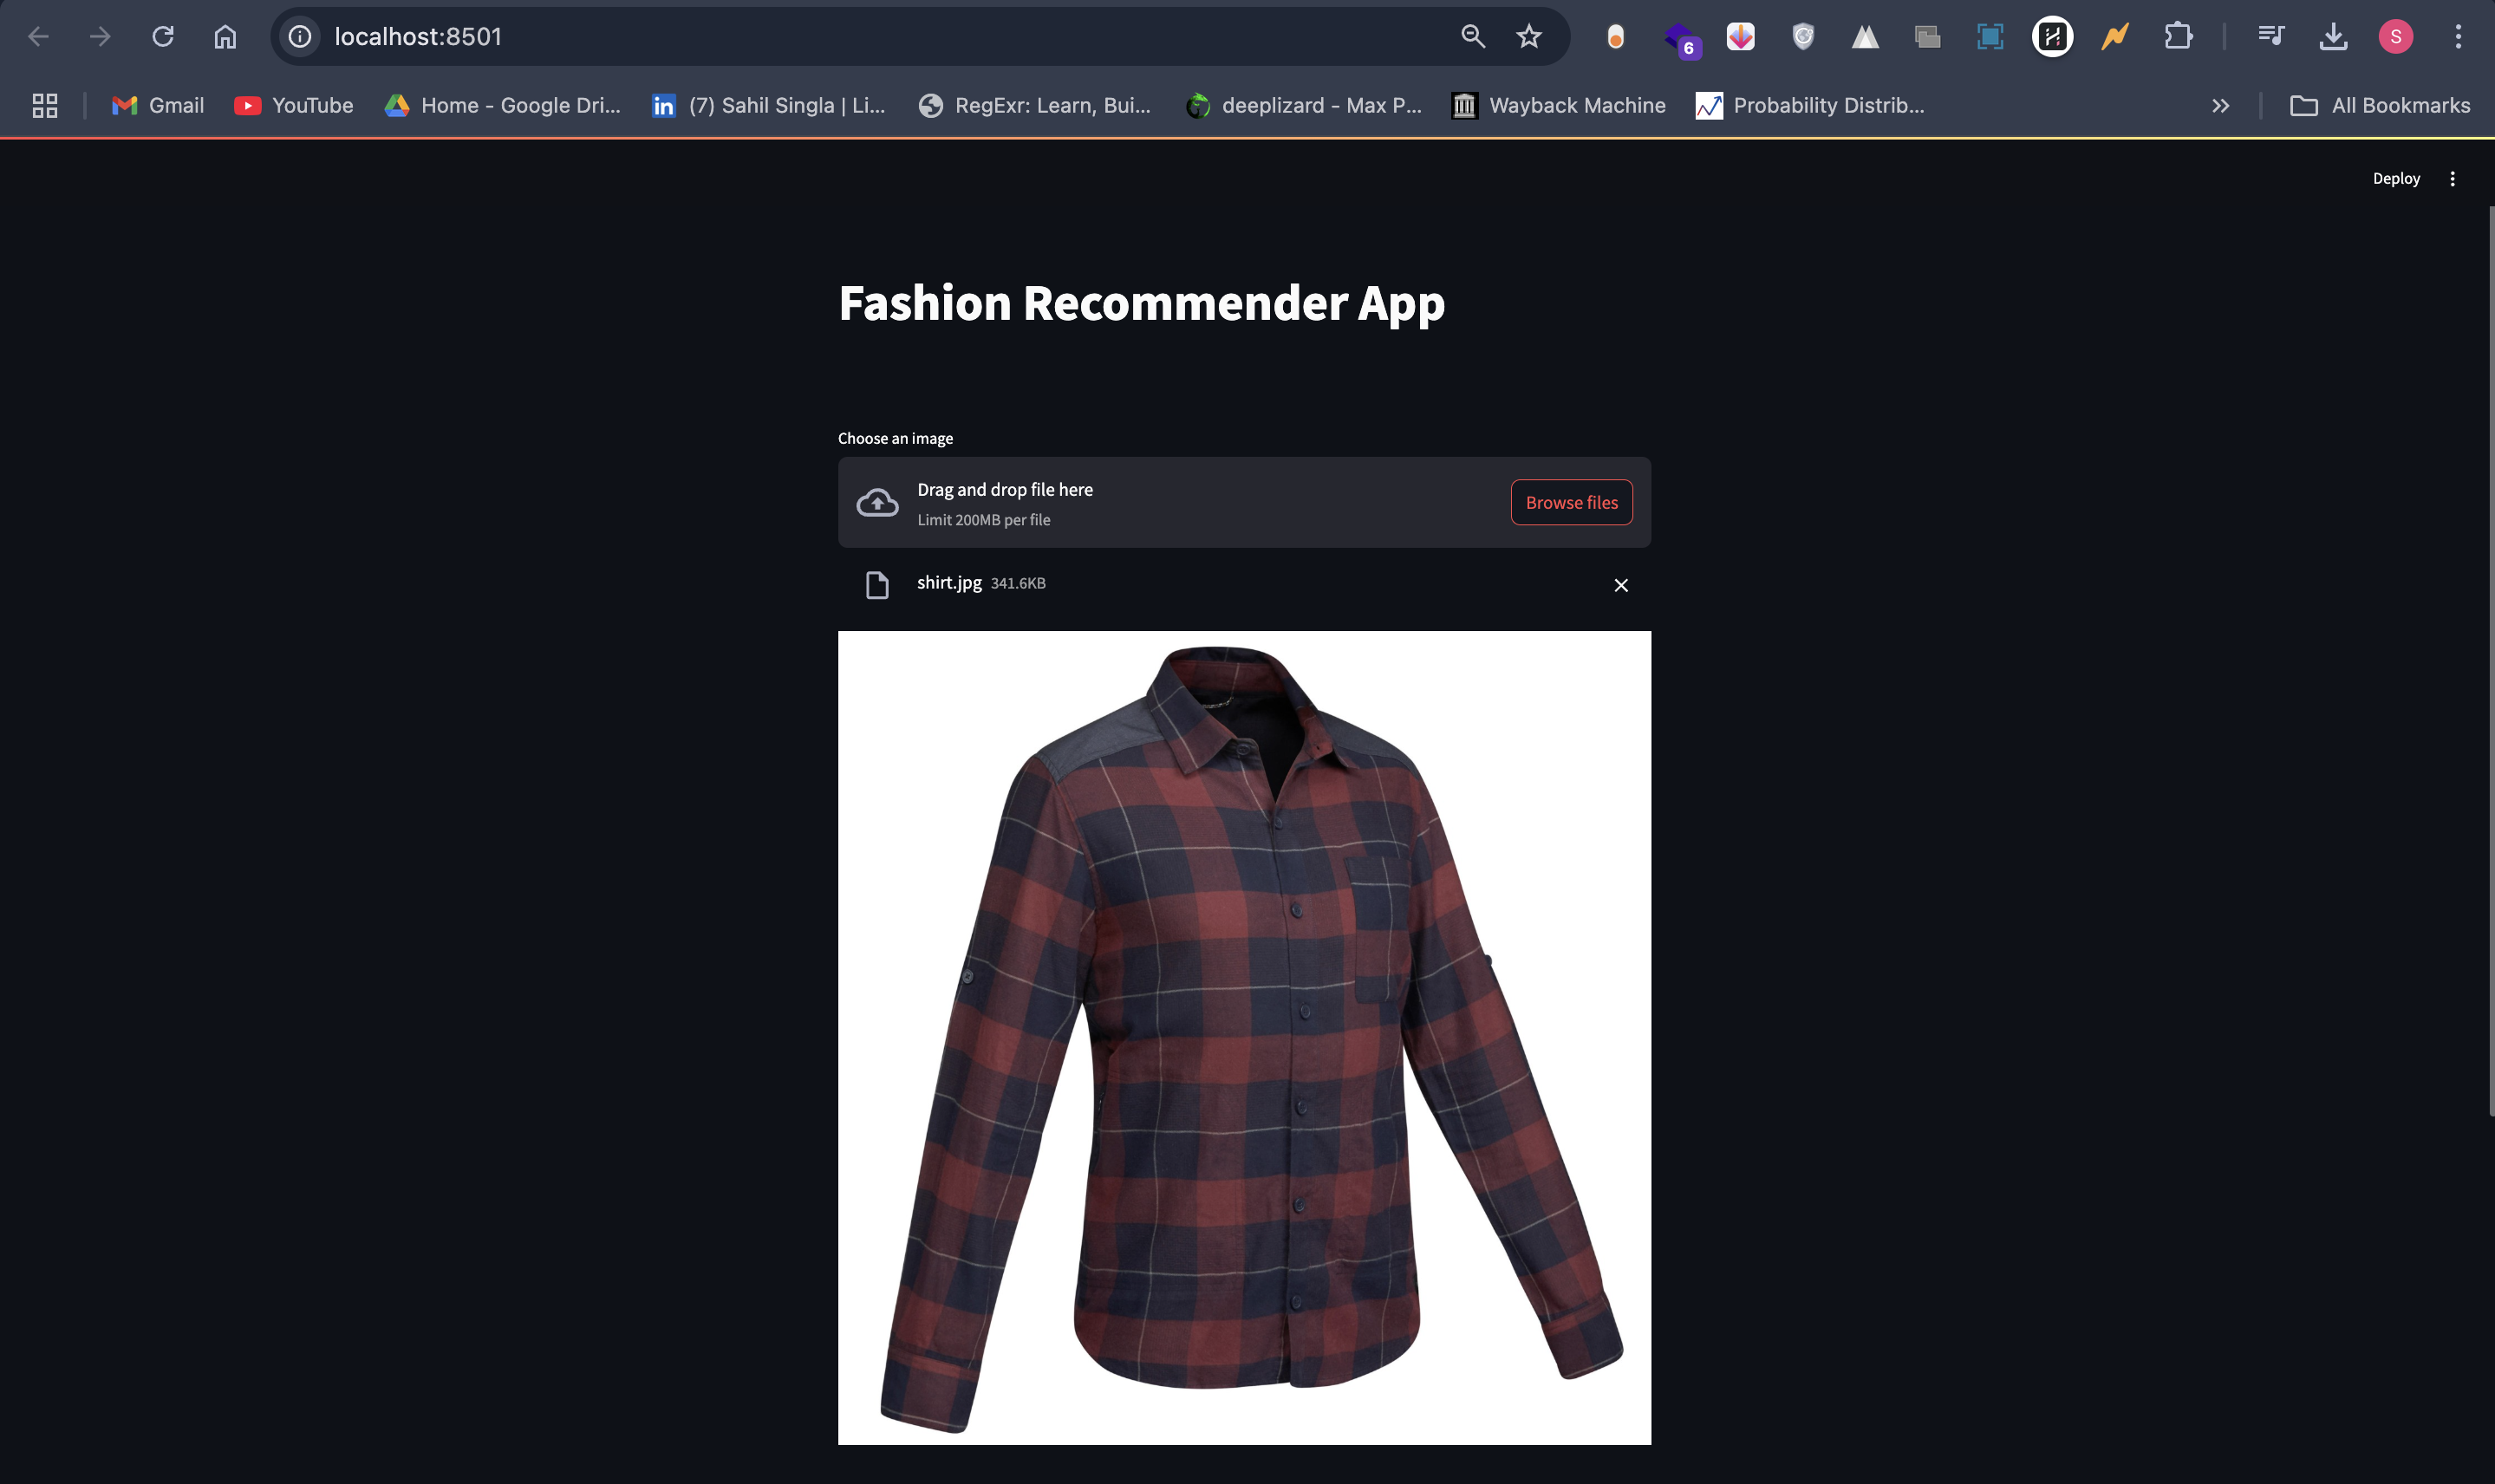 localhost:8501
6
S
Gmail
YouTube
Home - Google Dri...
in
(7) Sahil Singla | Li...
RegExr: Learn, Bui...
deeplizard - Max P...
Wayback Machine
Probability Distrib...
All Bookmarks
Deploy
Fashion Recommender App
Choose an image
Drag and drop file here
Limit 200MB per file
Browse files
shirt.jpg 341.6KB